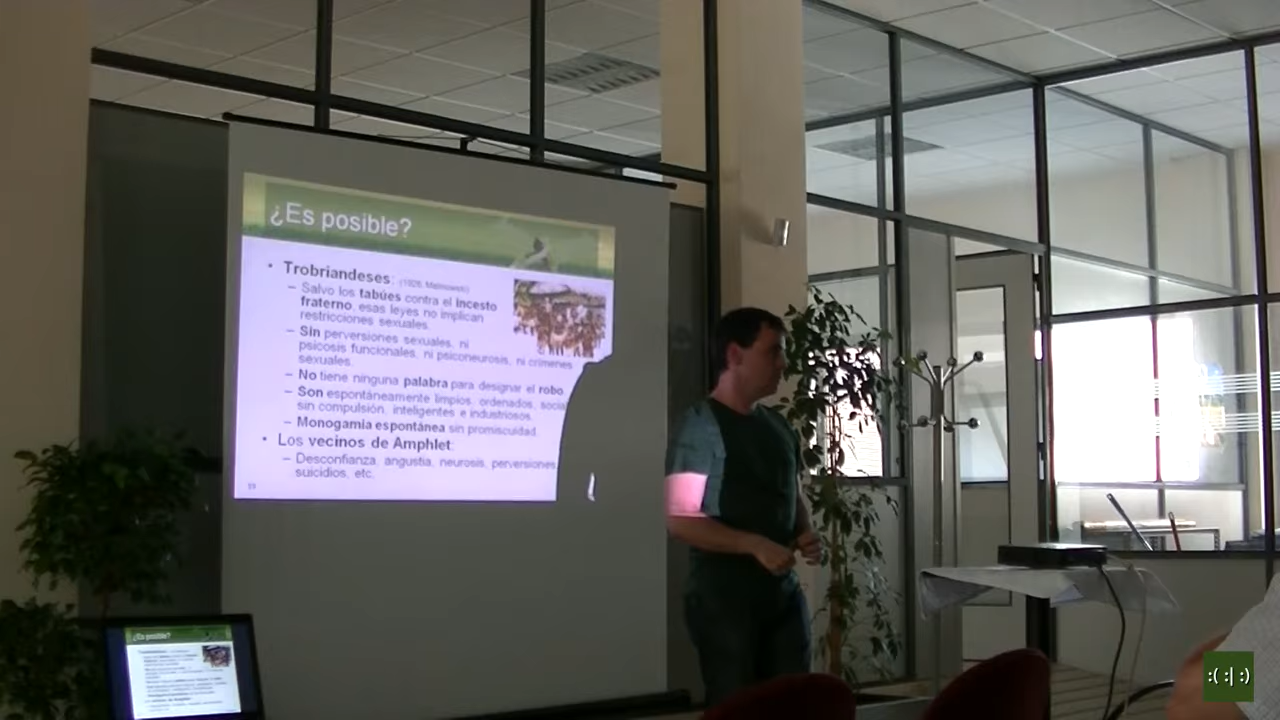 ¿Es posible?
• Trobriandeses: (1926, Malinowski)
– Salvo los tabúes contra el incesto
fraterno, esas leyes no implican
restricciones sexuales.
– Sin perversiones sexuales, ni
psicosis funcionales, ni psiconeurosis, ni crímenes
sexuales.
– No tiene ninguna palabra para designar el robo
– Son espontáneamente limpios, ordenados,
sin compulsión, inteligentes e industriosos.
– Monogamia espontánea sin promiscuidad.
• Los vecinos de Amphlet:
– Desconfianza, angustia, neurosis, perversiones
suicidios, etc.
¿Es posible?
:( :| :)